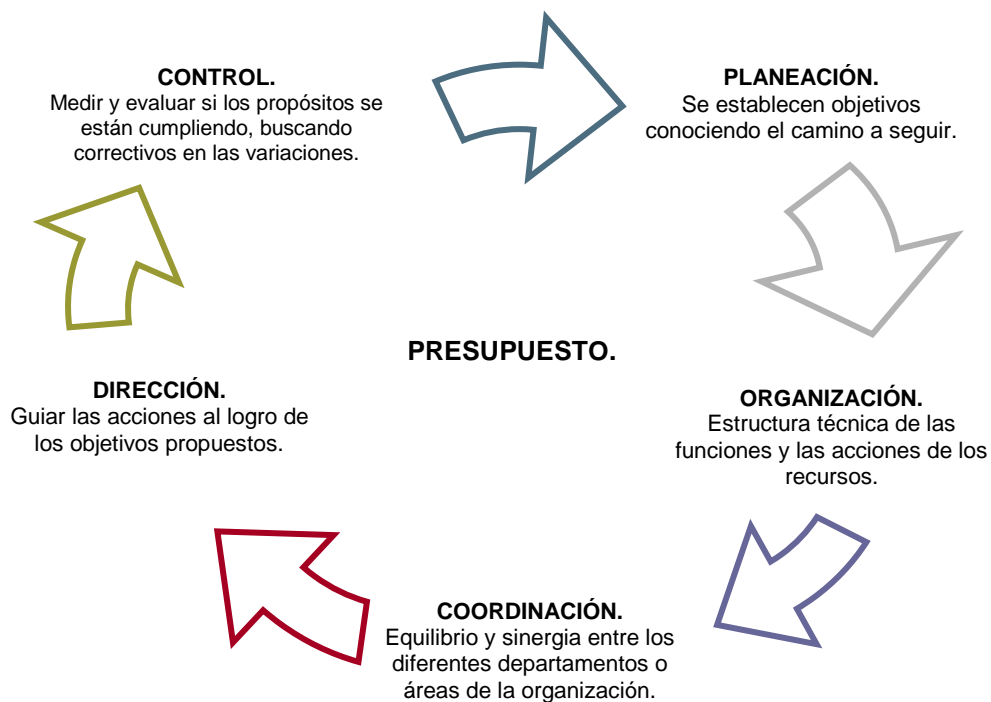 CONTROL.
Medir y evaluar si los propósitos se
están cumpliendo, buscando
correctivos en las variaciones.
PLANEACIÓN.
Se establecen objetivos
conociendo el camino a seguir.
PRESUPUESTO.
DIRECCIÓN.
Guiar las acciones al logro de
los objetivos propuestos.
ORGANIZACIÓN.
Estructura técnica de las
funciones y las acciones de los
recursos.
COORDINACIÓN.
Equilibrio y sinergia entre los
diferentes departamentos o
áreas de la organización.